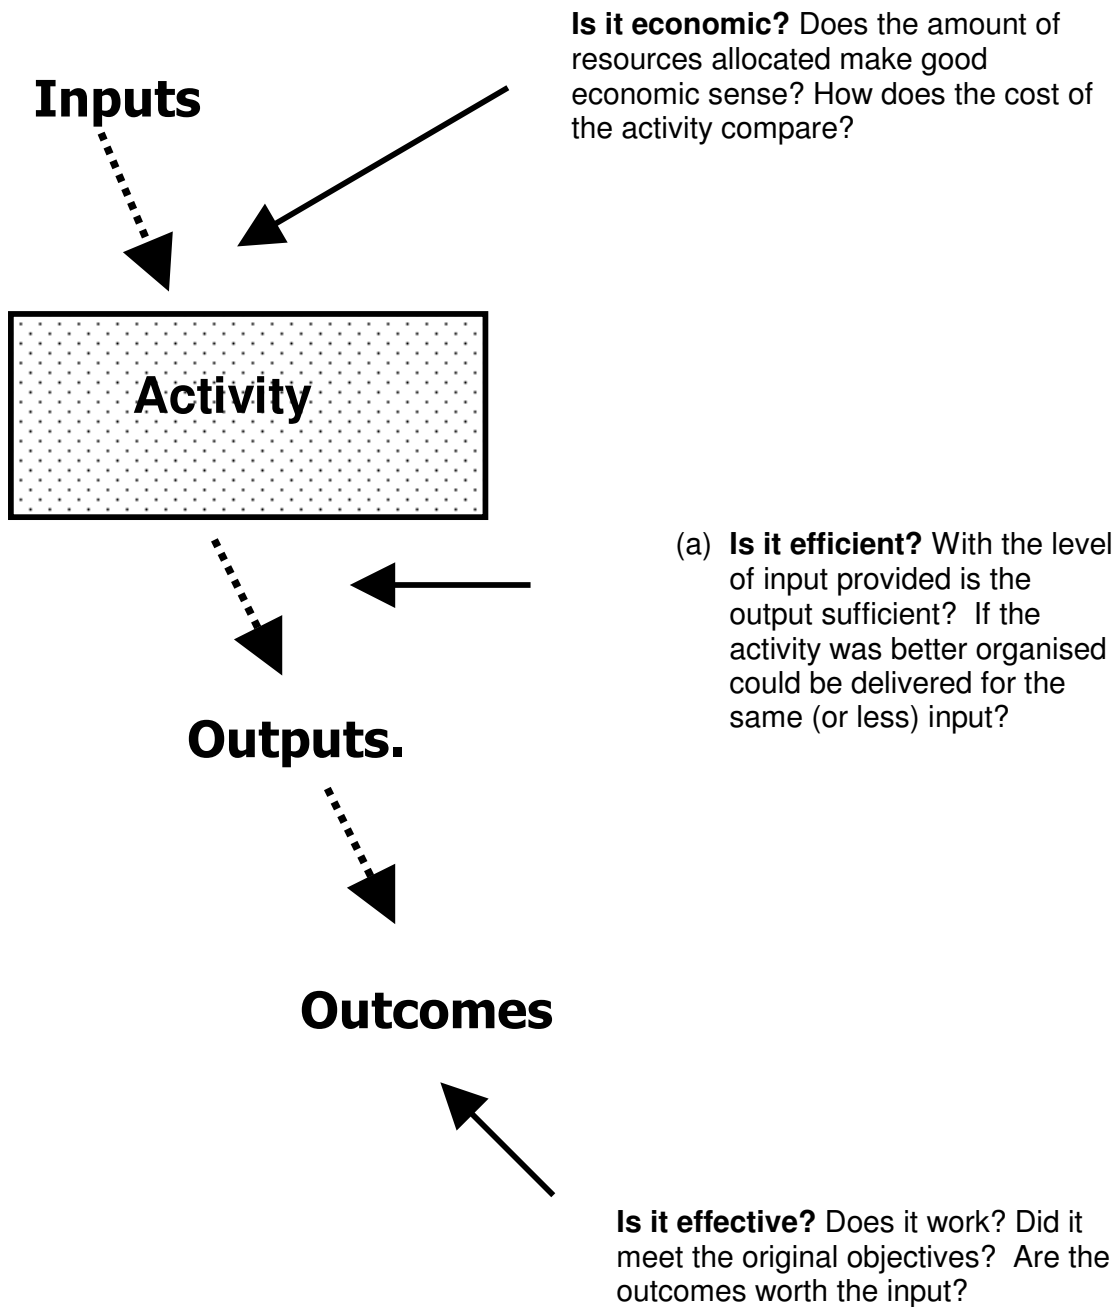 Is it economic? Does the amount of
resources allocated make good
economic sense? How does the cost of
the activity compare?
Inputs
Activity
(a) Is it efficient? With the level
of input provided is the
output sufficient?  If the
activity was better organised
could be delivered for the
same (or less) input?
Outputs.
Outcomes
Is it effective? Does it work? Did it
meet the original objectives?  Are the
outcomes worth the input?